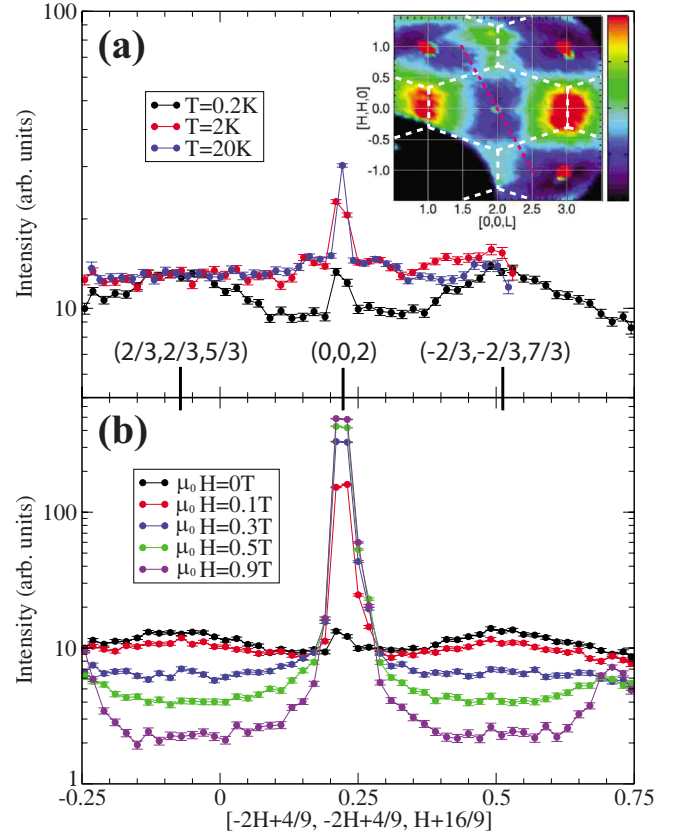 100
(a)
T=0.2K
T=2K
T=20K
Intensity (arb. units)
10
[H,H,0]
1.0
0.5
0.0
-0.5
-1.0
1.0
1.5
2.0
2.5
3.0
[0,0,L]
(2/3,2/3,5/3)
(0,0,2)
(-2/3,-2/3,7/3)
(b)
μ₀ H=0T
μ₀ H=0.1T
μ₀ H=0.3T
μ₀ H=0.5T
μ₀ H=0.9T
Intensity (arb. units)
100
10
1
-0.25
0
0.25
0.50
0.75
[-2H+4/9, -2H+4/9, H+16/9]